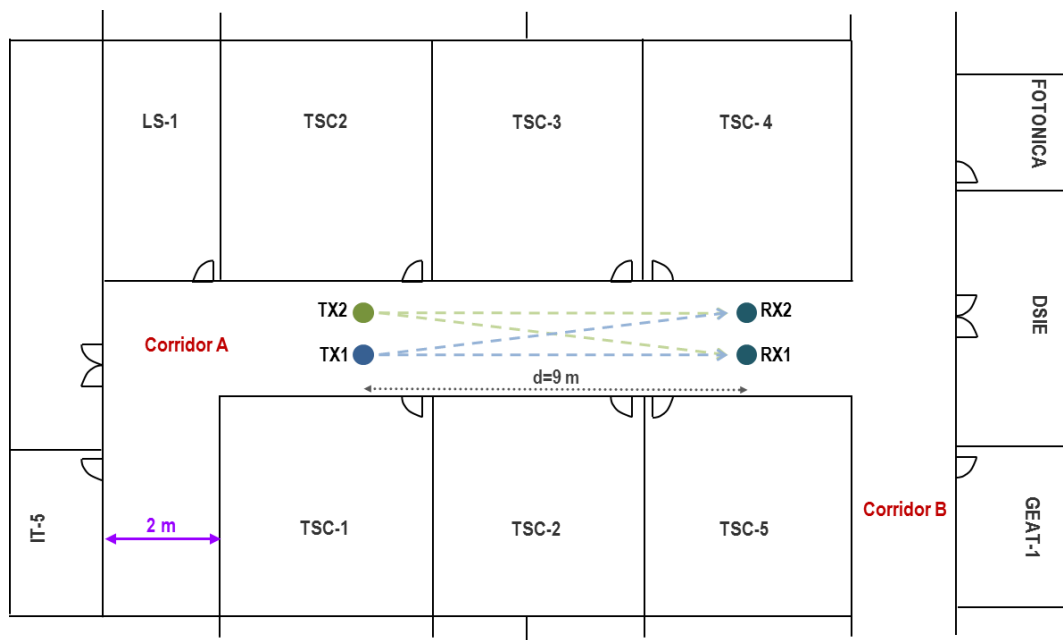 LS-1
TSC2
TSC-3
TSC- 4
FOTONICA
TX2
RX2
DSIE
Corridor A
TX1
RX1
d=9 m
IT-5
2 m
TSC-1
TSC-2
TSC-5
Corridor B
GEAT-1